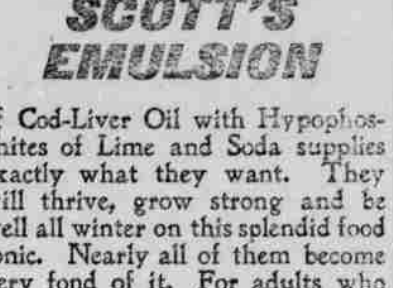 SCOTT'S
EMULSION
f Cod-Liver Oil with Hypophos-
hites of Lime and Soda supplies
xactly what they want. They
ill thrive, grow strong and be
ell all winter on this splendid food
onic. Nearly all of them become
ery fond of it. For adults who